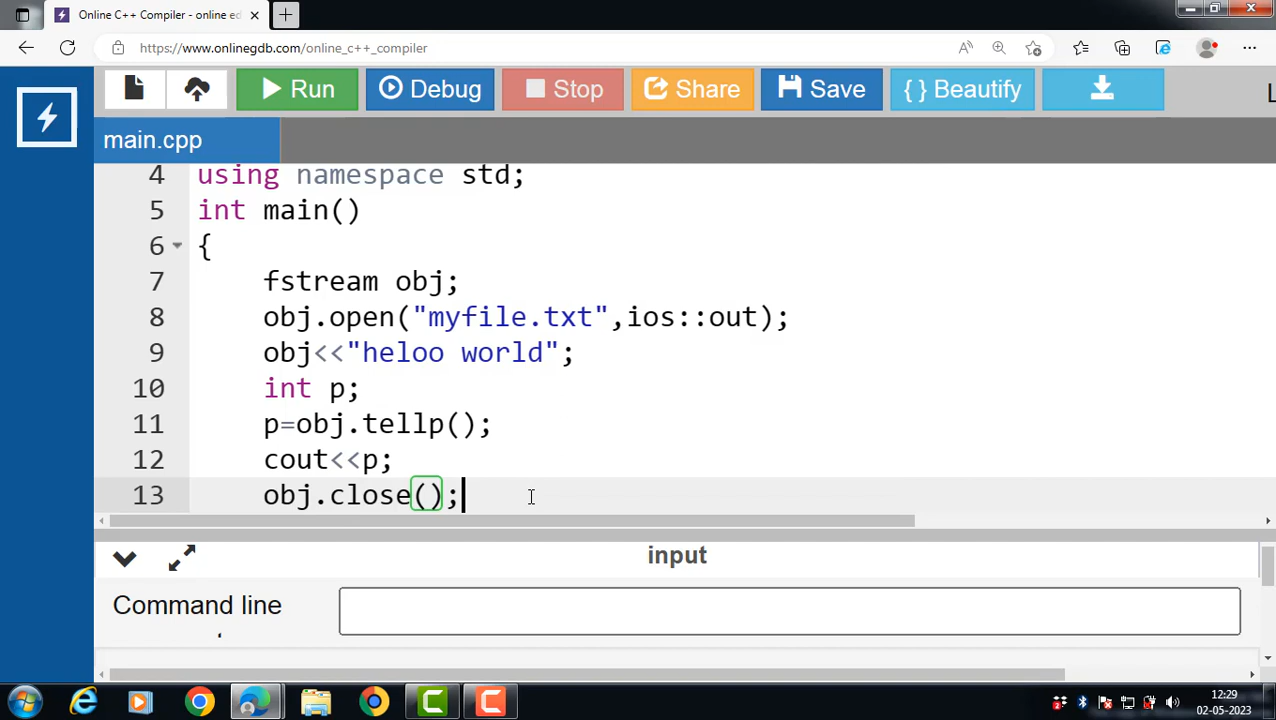 Online C++ Compiler - online ed
https://www.onlinegdb.com/online_c++_compiler
Run Debug Stop Share Save { } Beautify L
main.cpp
4 using namespace std;
5 int main()
6 {
7 fstream obj;
8 obj.open("myfile.txt",ios::out);
9 obj<<"heloo world";
10 int p;
11 p=obj.tellp();
12 cout<<p;
13 obj.close();
input
Command line
12:29
02-05-2023